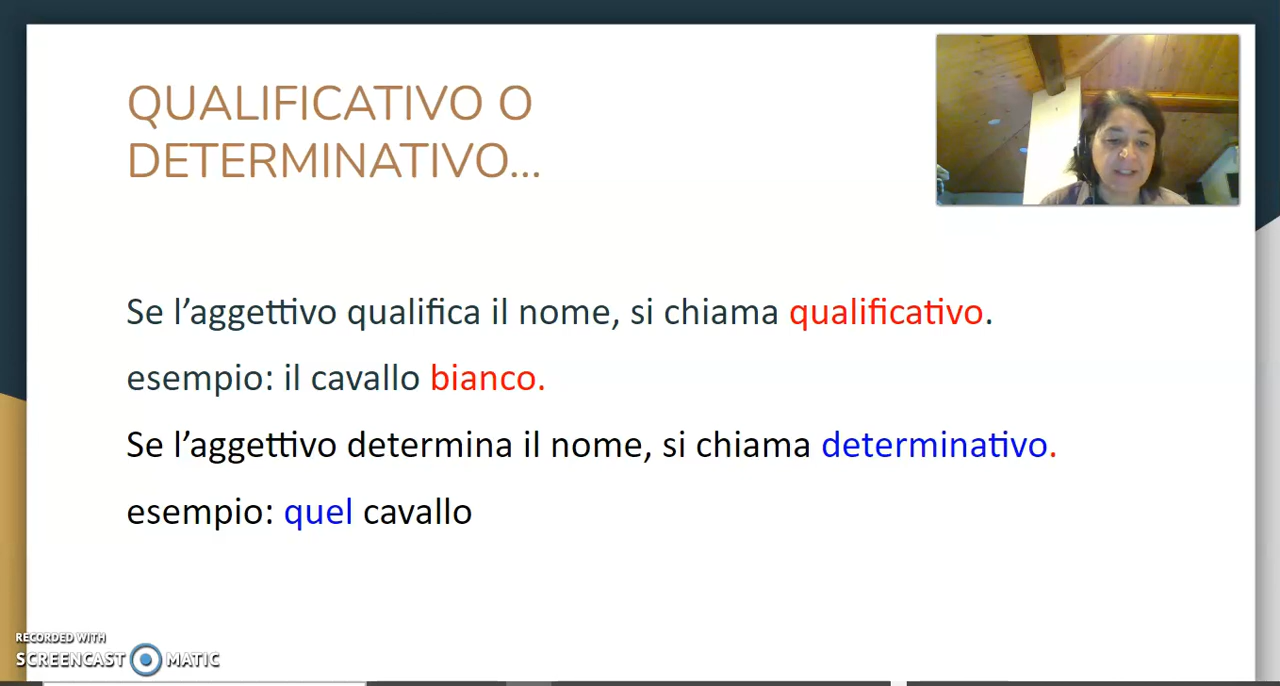 QUALIFICATIVO O
DETERMINATIVO...
Se l’aggettivo qualifica il nome, si chiama qualificativo.
esempio: il cavallo bianco.
Se l’aggettivo determina il nome, si chiama determinativo.
esempio: quel cavallo
RECORDED WITH
SCREENCAST MATIC